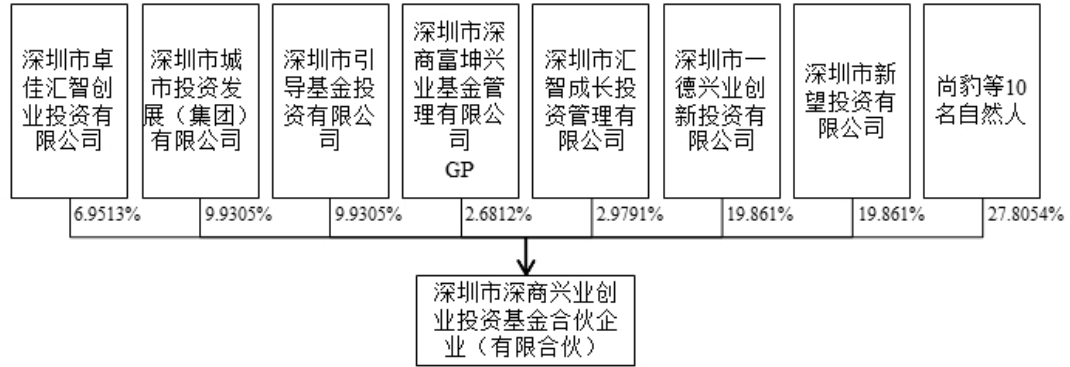 深圳市卓
佳汇智创
业投资有
限公司
深圳市城
市投资发
展（集团）
有限公司
深圳市引
导基金投
资有限公
司
深圳市深
商富坤兴
业基金管
理有限公
司
GP
深圳市汇
智成长投
资管理有
限公司
深圳市一
德兴业创
新投资有
限公司
深圳市新
望投资有
限公司
尚豹等10
名自然人
6.9513%
9.9305%
9.9305%
2.6812%
2.9791%
19.861%
19.861%
27.8054%
深圳市深商兴业创
业投资基金合伙企
业（有限合伙）